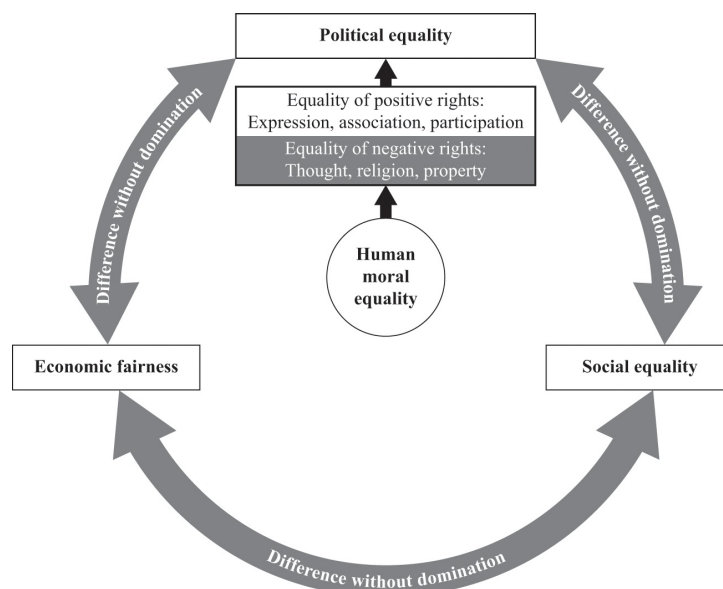 Political equality
Equality of positive rights:
Expression, association, participation
Equality of negative rights:
Thought, religion, property
Human
moral
equality
Difference without domination
Difference without domination
Economic fairness
Social equality
Difference without domination